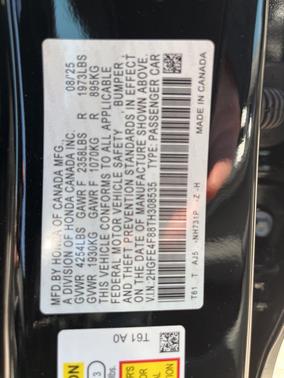 MFD. BY HONDA OF CANADA MFG. 08/25
A DIVISION OF HONDA CANADA INC.
GVWR 4254LBS GAWR F 2358LBS R 1973LBS
GVWR 1930KG GAWR F 1070KG R 895KG
THIS VEHICLE CONFORMS TO ALL APPLICABLE
FEDERAL MOTOR VEHICLE SAFETY, BUMPER,
AND THEFT PREVENTION STANDARDS IN EFFECT
ON THE DATE OF MANUFACTURE SHOWN ABOVE.
V.I.N.: 2HGFE4F88TH308535 TYPE: PASSENGER CAR
T61 T AJ5 NH731P Z -H MADE IN CANADA
T61 A0